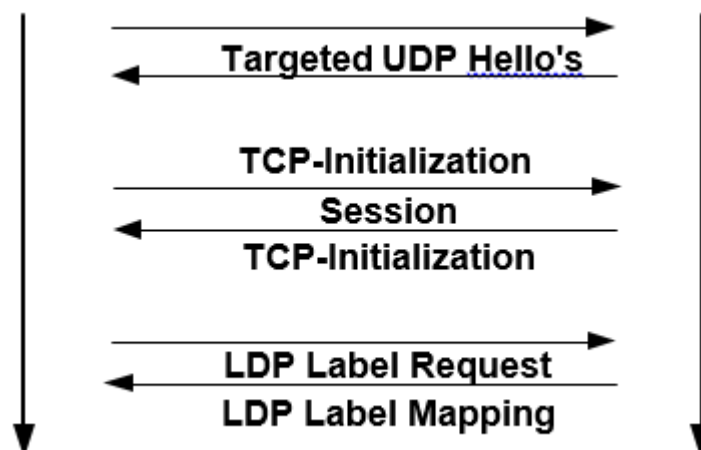 Targeted UDP Hello's
TCP-Initialization
Session
TCP-Initialization
LDP Label Request
LDP Label Mapping